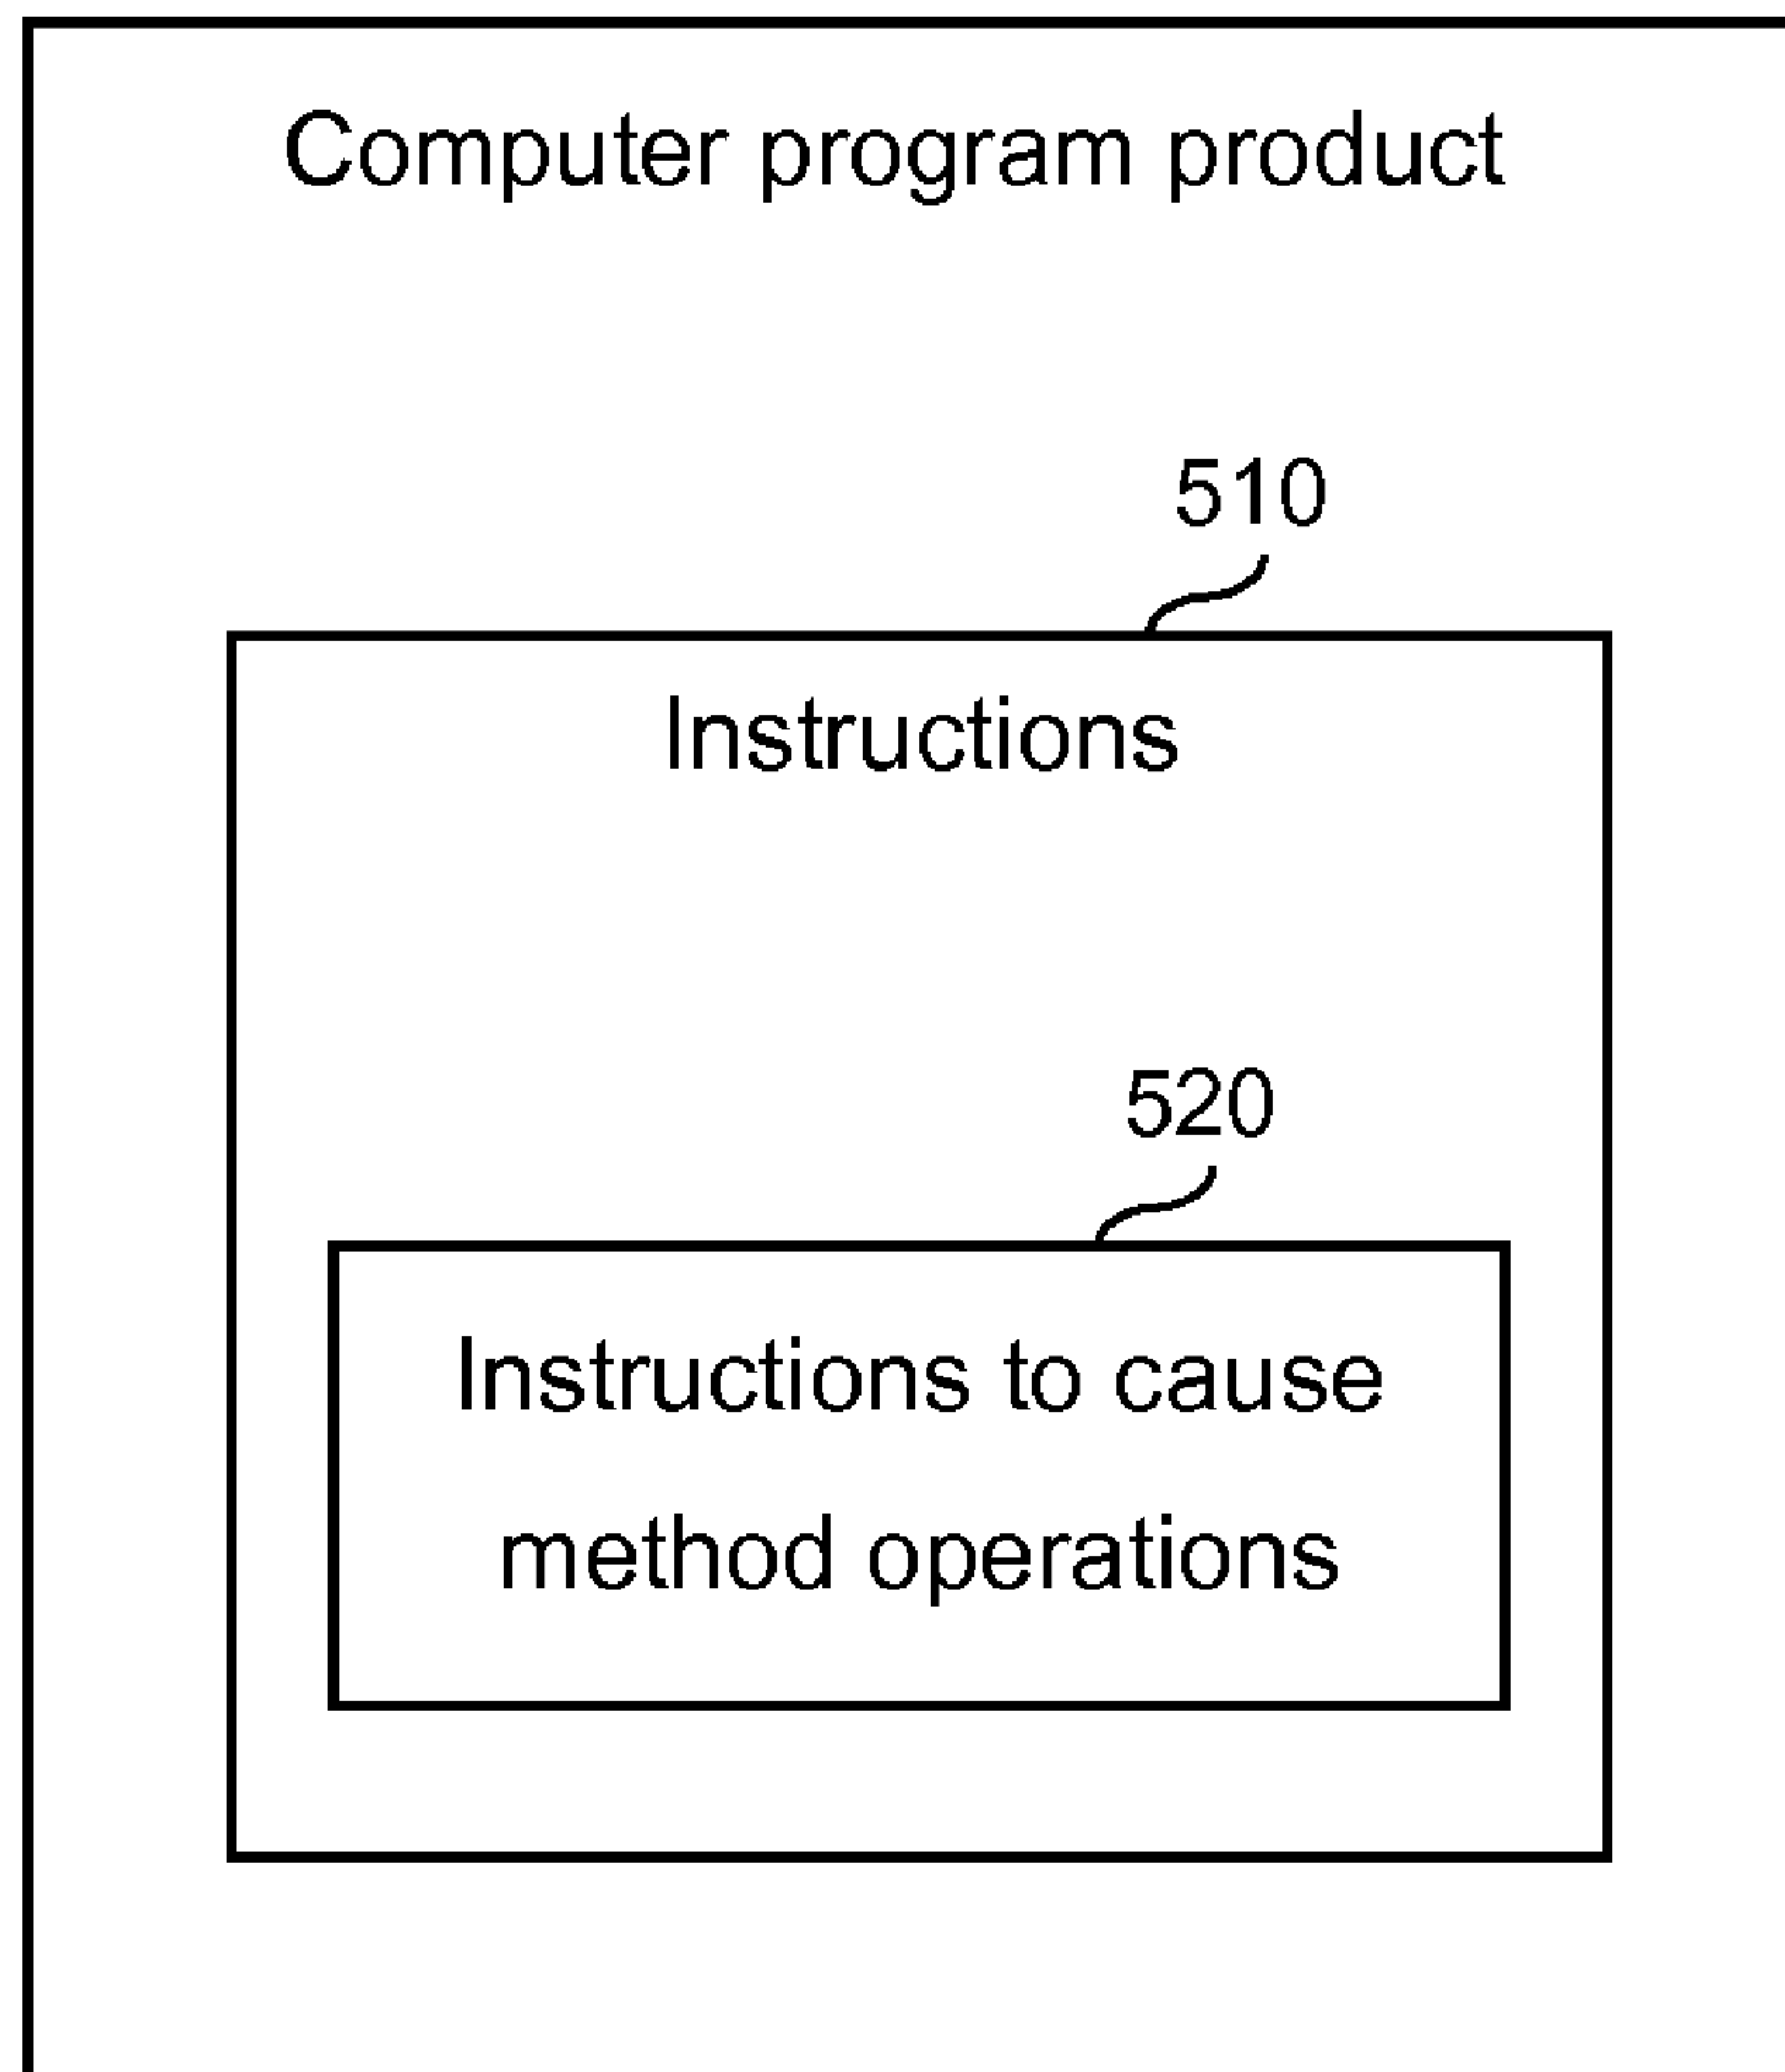 Computer program product
510
Instructions
520
Instructions to cause
method operations